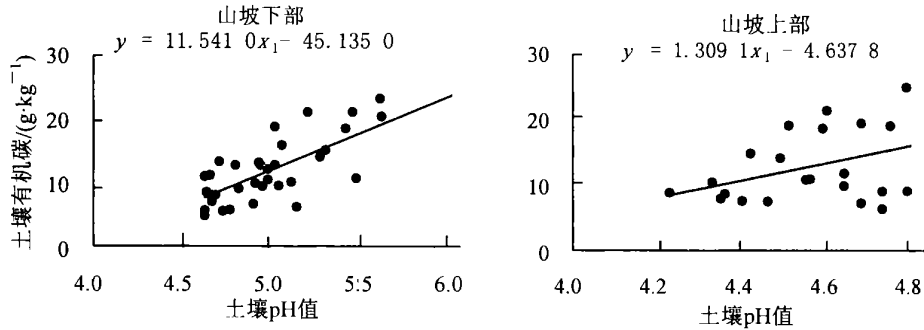 山坡下部
y = 11.541 0x₁ - 45.135 0
土壤有机碳/(g·kg⁻¹)
30
20
10
0
4.0 4.5 5.0 5:5 6.0
土壤pH值
山坡上部
y = 1.309 1x₁ - 4.637 8
30
20
10
0
4.0 4.2 4.4 4.6 4.8
土壤pH值